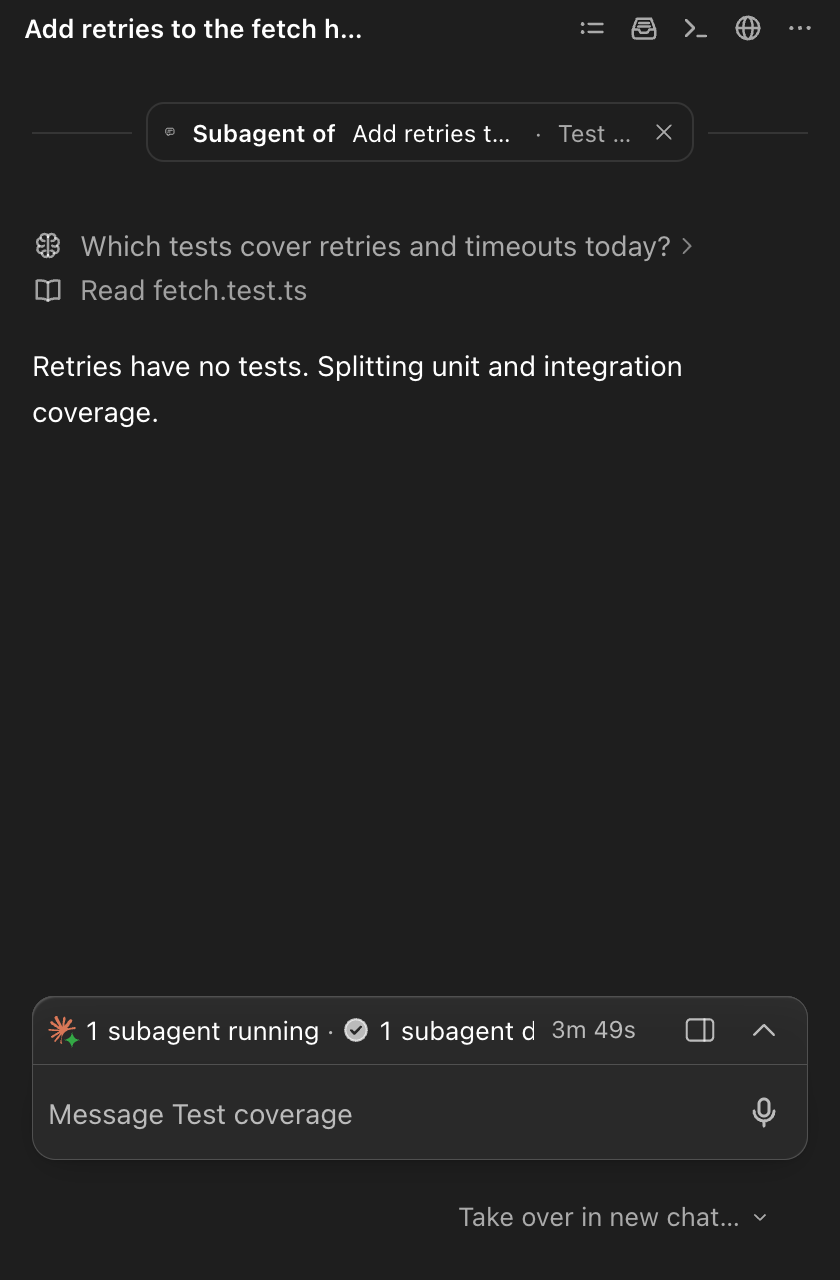 Add retries to the fetch h...
Subagent of Add retries t... · Test ...
Which tests cover retries and timeouts today?
Read fetch.test.ts
Retries have no tests. Splitting unit and integration
coverage.
1 subagent running · 1 subagent d 3m 49s
Message Test coverage
Take over in new chat...